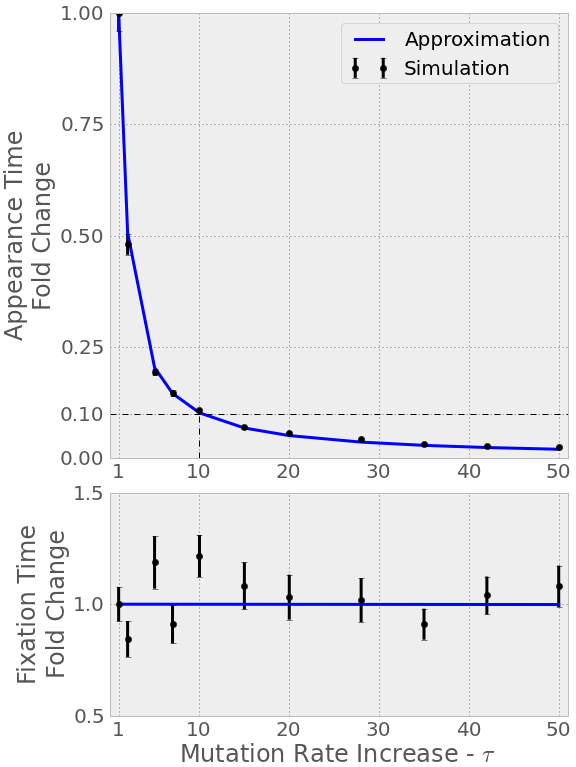 1.00
0.75
0.50
0.25
0.10
0.00
Appearance Time
Fold Change
Approximation
Simulation
1 10 20 30 40 50
1.5
1.0
0.5
Fixation Time
Fold Change
1 10 20 30 40 50
Mutation Rate Increase - τ